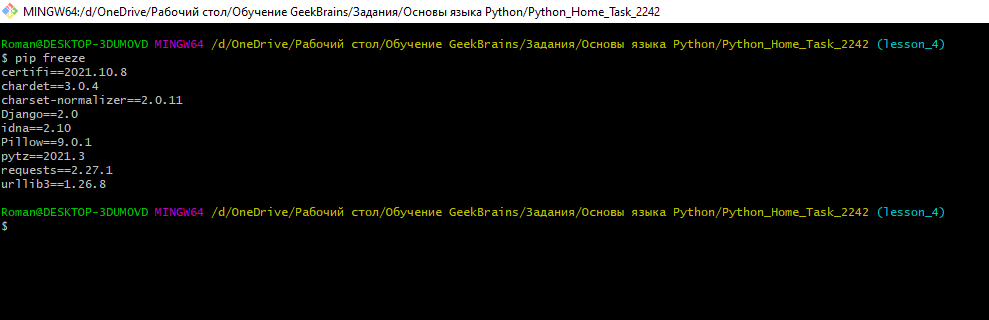 MINGW64:/d/OneDrive/Рабочий стол/Обучение GeekBrains/Задания/Основы языка Python/Python_Home_Task_2242
Roman@DESKTOP-3DUMOVD MINGW64 /d/OneDrive/Рабочий стол/Обучение GeekBrains/Задания/Основы языка Python/Python_Home_Task_2242 (lesson_4)
$ pip freeze
certifi==2021.10.8
chardet==3.0.4
charset-normalizer==2.0.11
Django==2.0
idna==2.10
Pillow==9.0.1
pytz==2021.3
requests==2.27.1
urllib3==1.26.8
Roman@DESKTOP-3DUMOVD MINGW64 /d/OneDrive/Рабочий стол/Обучение GeekBrains/Задания/Основы языка Python/Python_Home_Task_2242 (lesson_4)
$